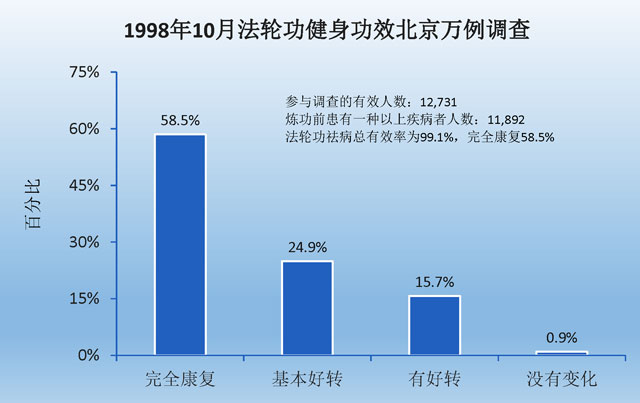 1998年10月法轮功健身功效北京万例调查
75%
参与调查的有效人数：12,731
炼功前患有一种以上疾病者人数：11,892
法轮功祛病总有效率为99.1%，完全康复58.5%
60%
58.5%
45%
百分比
30%
24.9%
15%
15.7%
0.9%
0%
完全康复
基本好转
有好转
没有变化